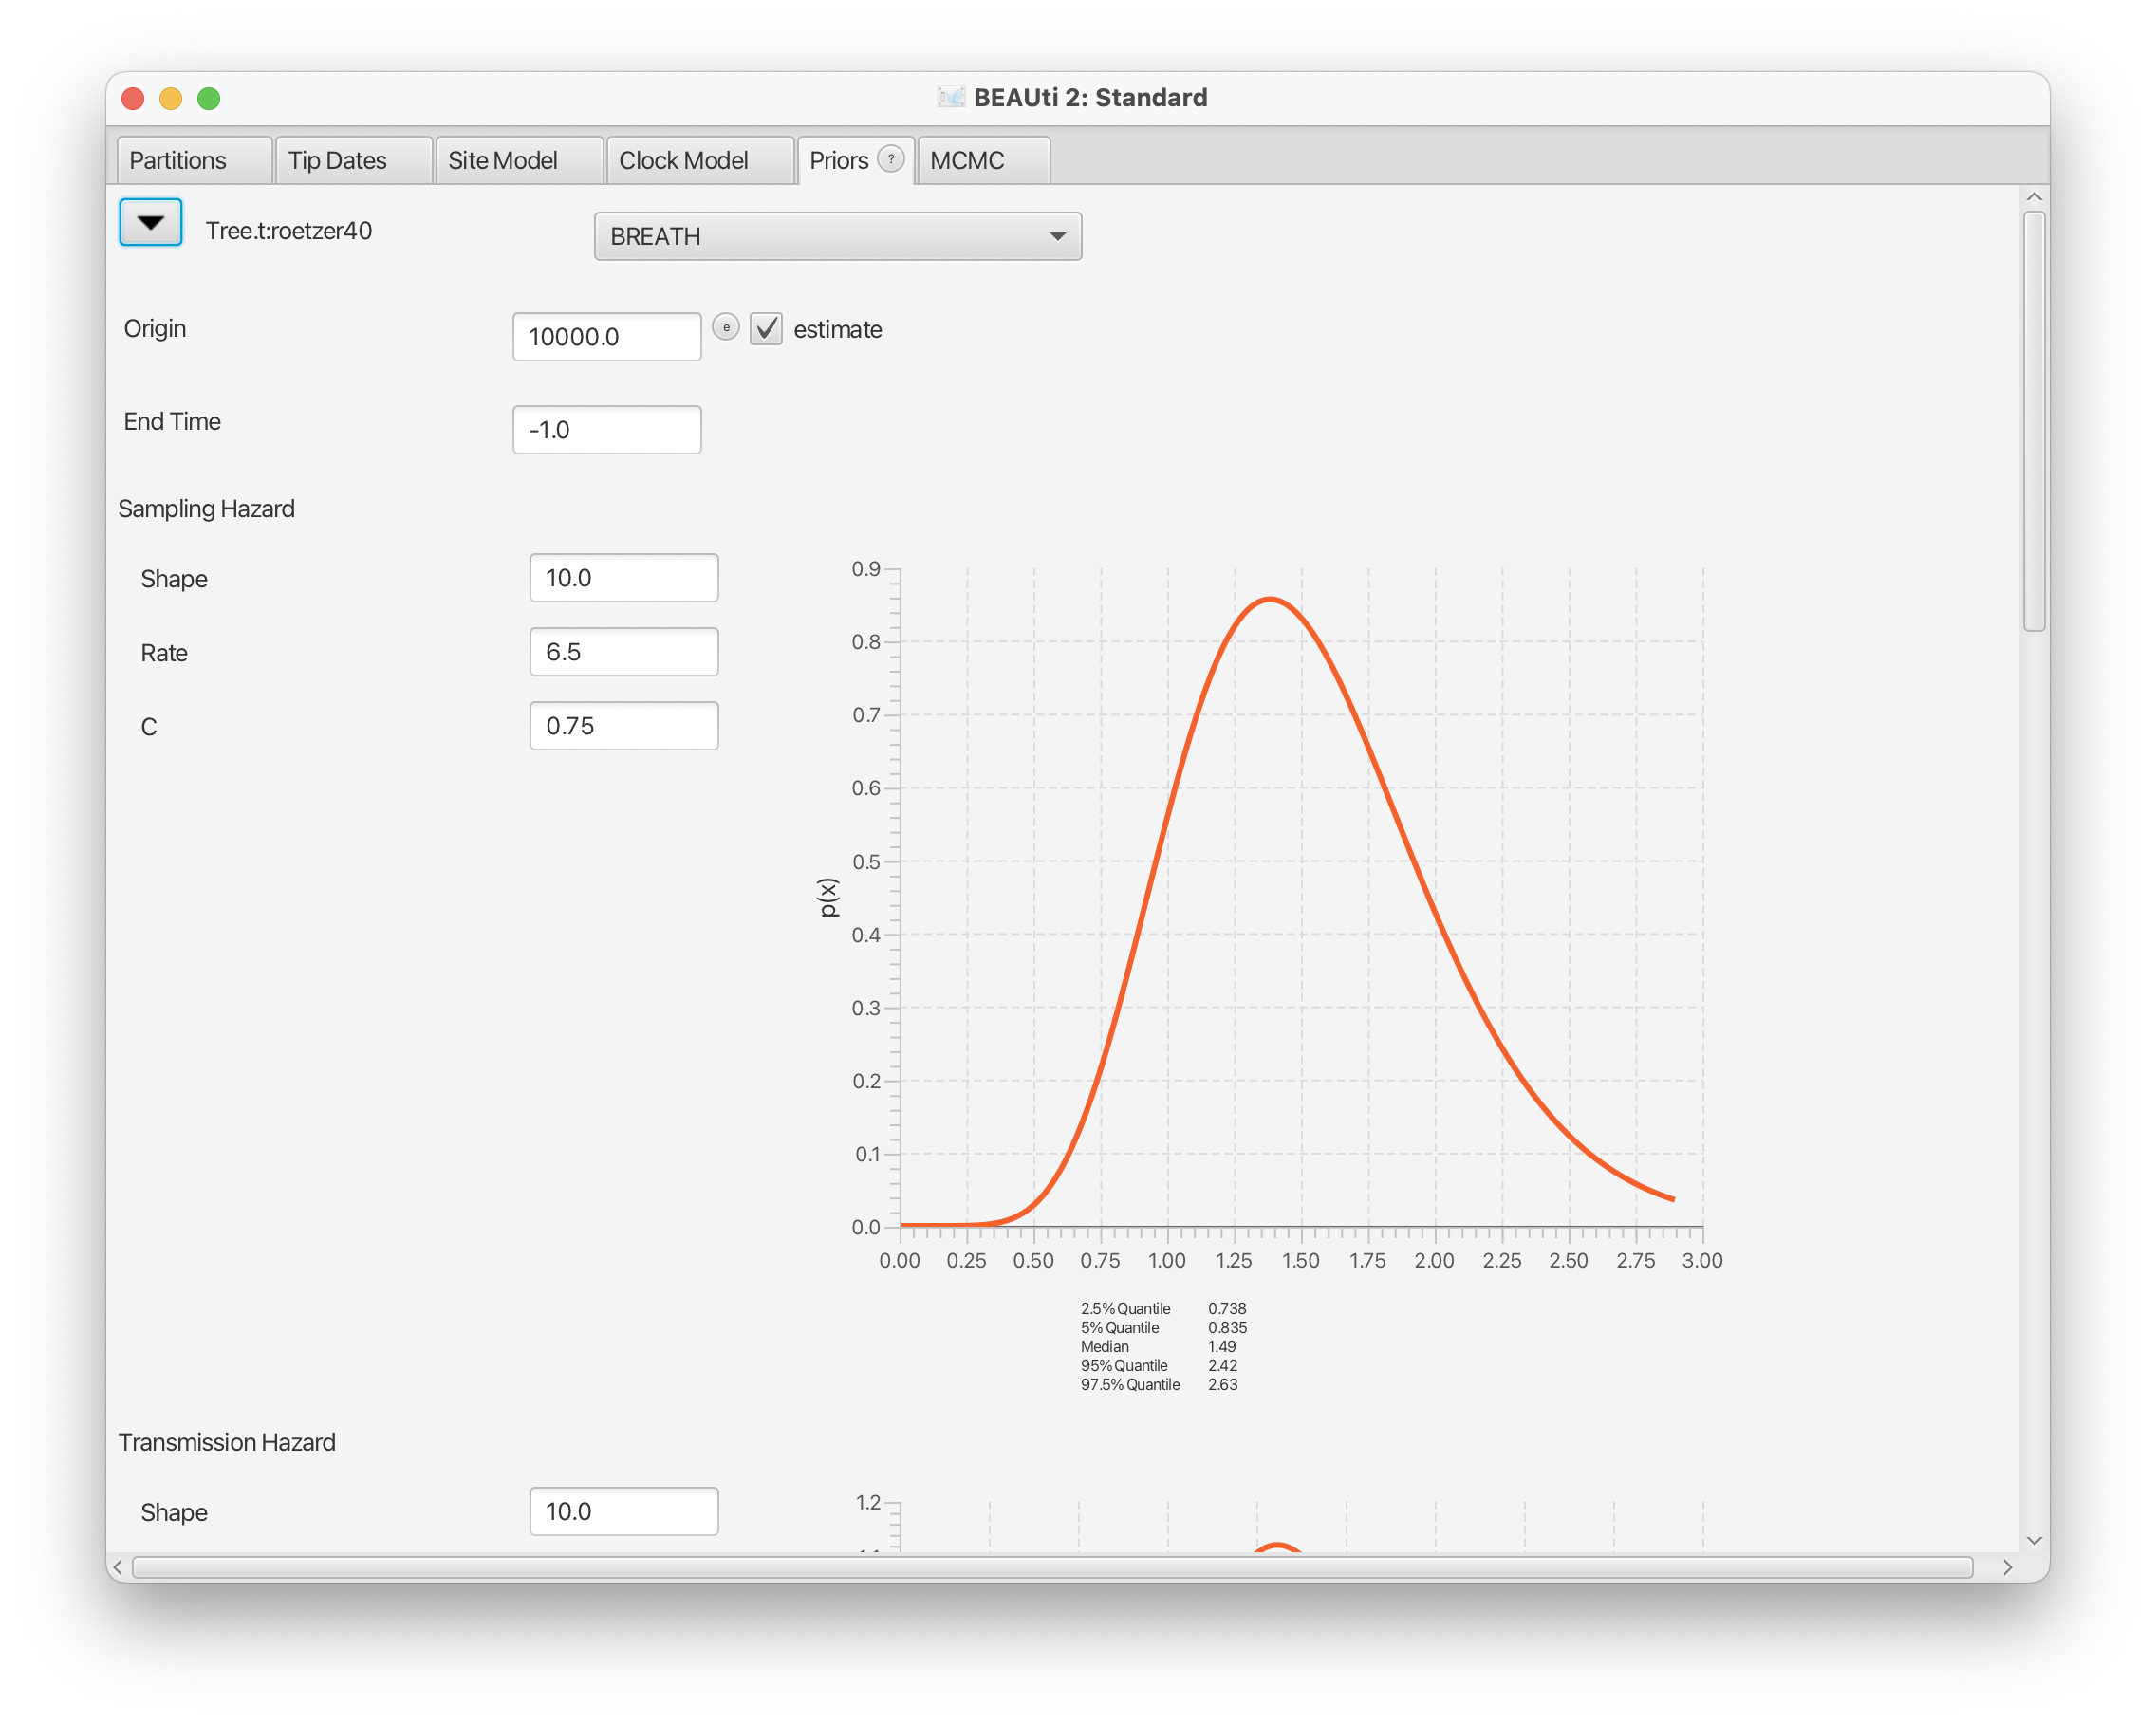 BEAUti 2: Standard
Partitions Tip Dates Site Model Clock Model Priors ? MCMC
Tree.t:roetzer40 BREATH
Origin 10000.0 e estimate
End Time -1.0
Sampling Hazard
Shape 10.0
Rate 6.5
C 0.75
0.9
0.8
0.7
0.6
0.5
0.4
0.3
0.2
0.1
0.0
p(x)
0.00 0.25 0.50 0.75 1.00 1.25 1.50 1.75 2.00 2.25 2.50 2.75 3.00
2.5% Quantile 0.738
5% Quantile 0.835
Median 1.49
95% Quantile 2.42
97.5% Quantile 2.63
Transmission Hazard
Shape 10.0
1.2